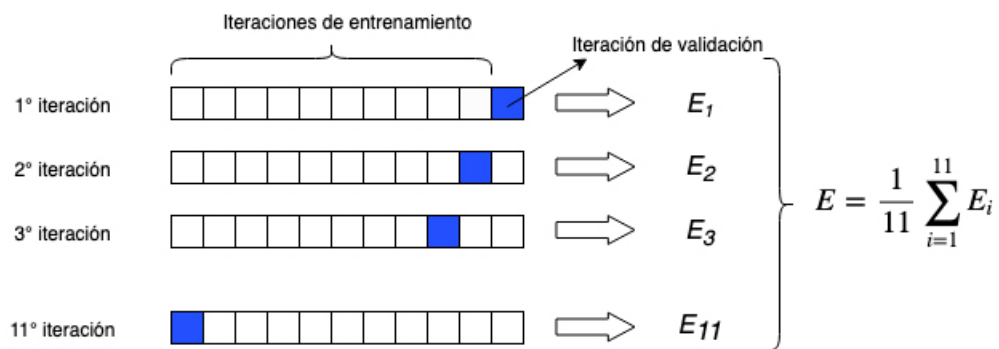 Iteraciones de entrenamiento
Iteración de validación
1° iteración
E1
2° iteración
E2
3° iteración
E3
E = 1/11 ∑ i=1 11 Ei
11° iteración
E11